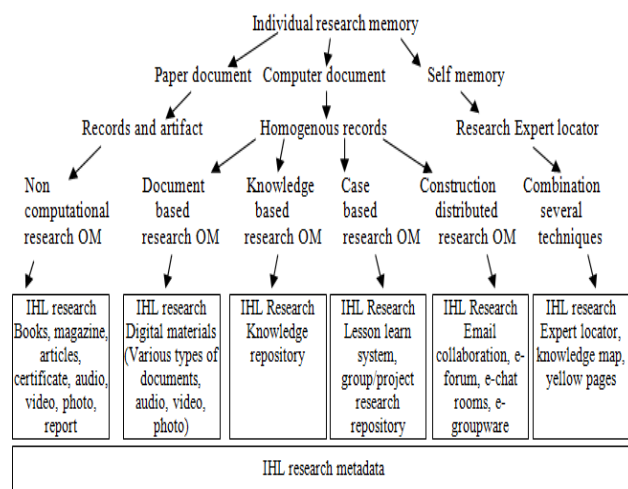 Individual research memory
Paper document
Computer document
Self memory
Records and artifact
Homogenous records
Research Expert locator
Non
computational
research OM
Document
based
research OM
Knowledge
based
research OM
Case
based
research OM
Construction
distributed
research OM
Combination
several
techniques
IHL research
Books, magazine,
articles,
certificate, audio,
video, photo,
report
IHL research
Digital materials
(Various types of
documents,
audio, video,
photo)
IHL Research
Knowledge
repository
IHL Research
Lesson learn
system,
group/project
research
repository
IHL Research
Email
collaboration, e-
forum, e-chat
rooms, e-
groupware
IHL research
Expert locator,
knowledge map,
yellow pages
IHL research metadata